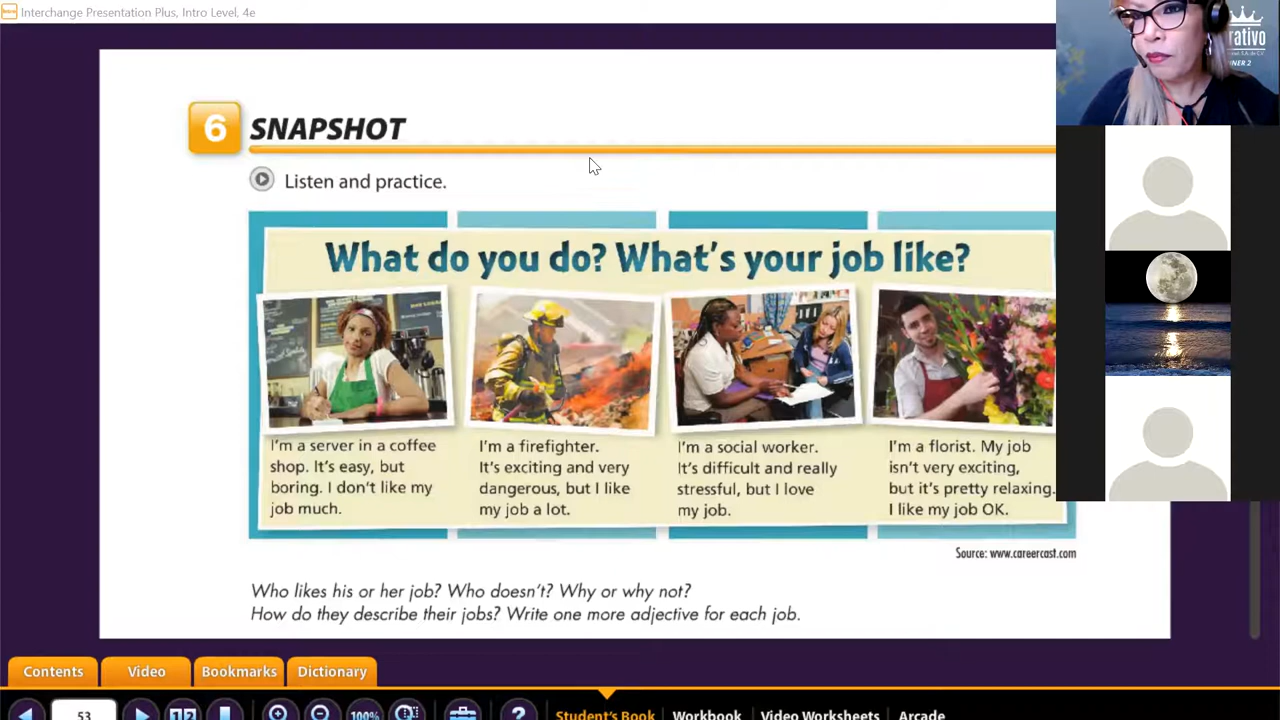 Interchange Presentation Plus, Intro Level, 4e
rativo
NER 2
6 SNAPSHOT
Listen and practice.
What do you do? What's your job like?
I'm a server in a coffee
shop. It's easy, but
boring. I don't like my
job much.
I'm a firefighter.
It's exciting and very
dangerous, but I like
my job a lot.
I'm a social worker.
It's difficult and really
stressful, but I love
my job.
I'm a florist. My job
isn't very exciting,
but it's pretty relaxing.
I like my job OK.
Source: www.careercast.com
Who likes his or her job? Who doesn't? Why or why not?
How do they describe their jobs? Write one more adjective for each job.
Contents Video Bookmarks Dictionary
53 12 100% ? Student's Book Workbook Video Worksheets Arcade